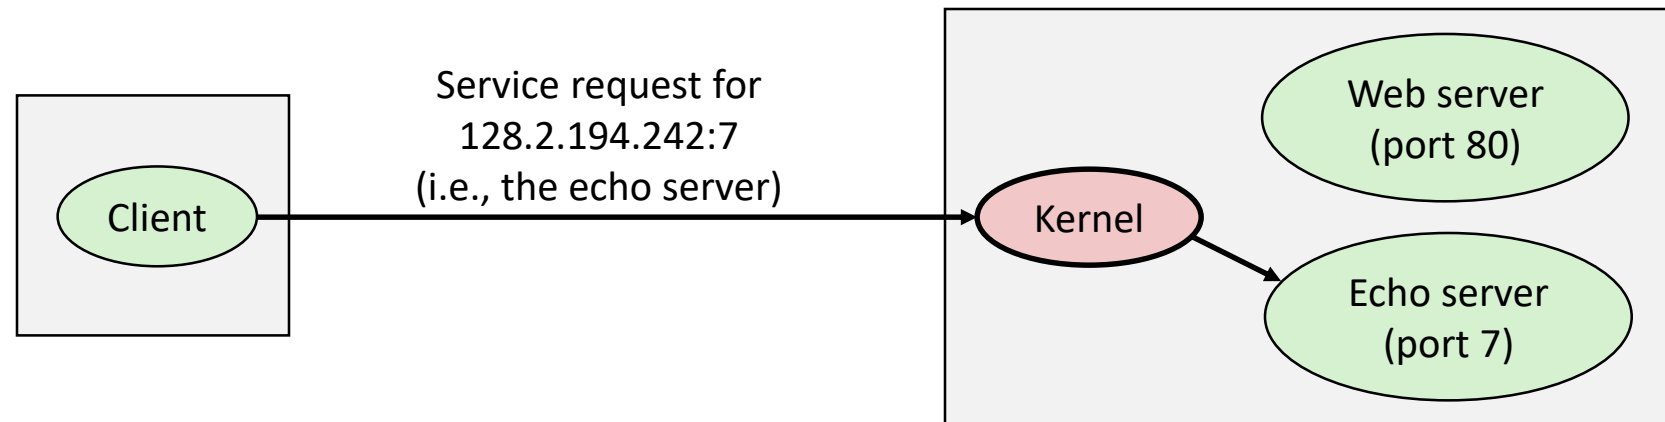 Service request for
128.2.194.242:7
(i.e., the echo server)
Client
Kernel
Web server
(port 80)
Echo server
(port 7)